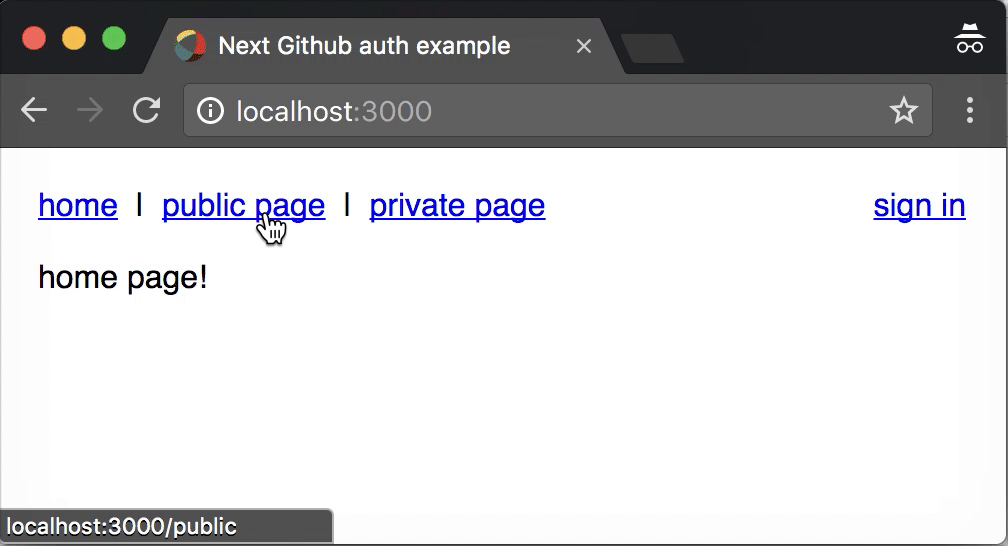 Next Github auth example
localhost:3000
home | public page | private page sign in
home page!
localhost:3000/public